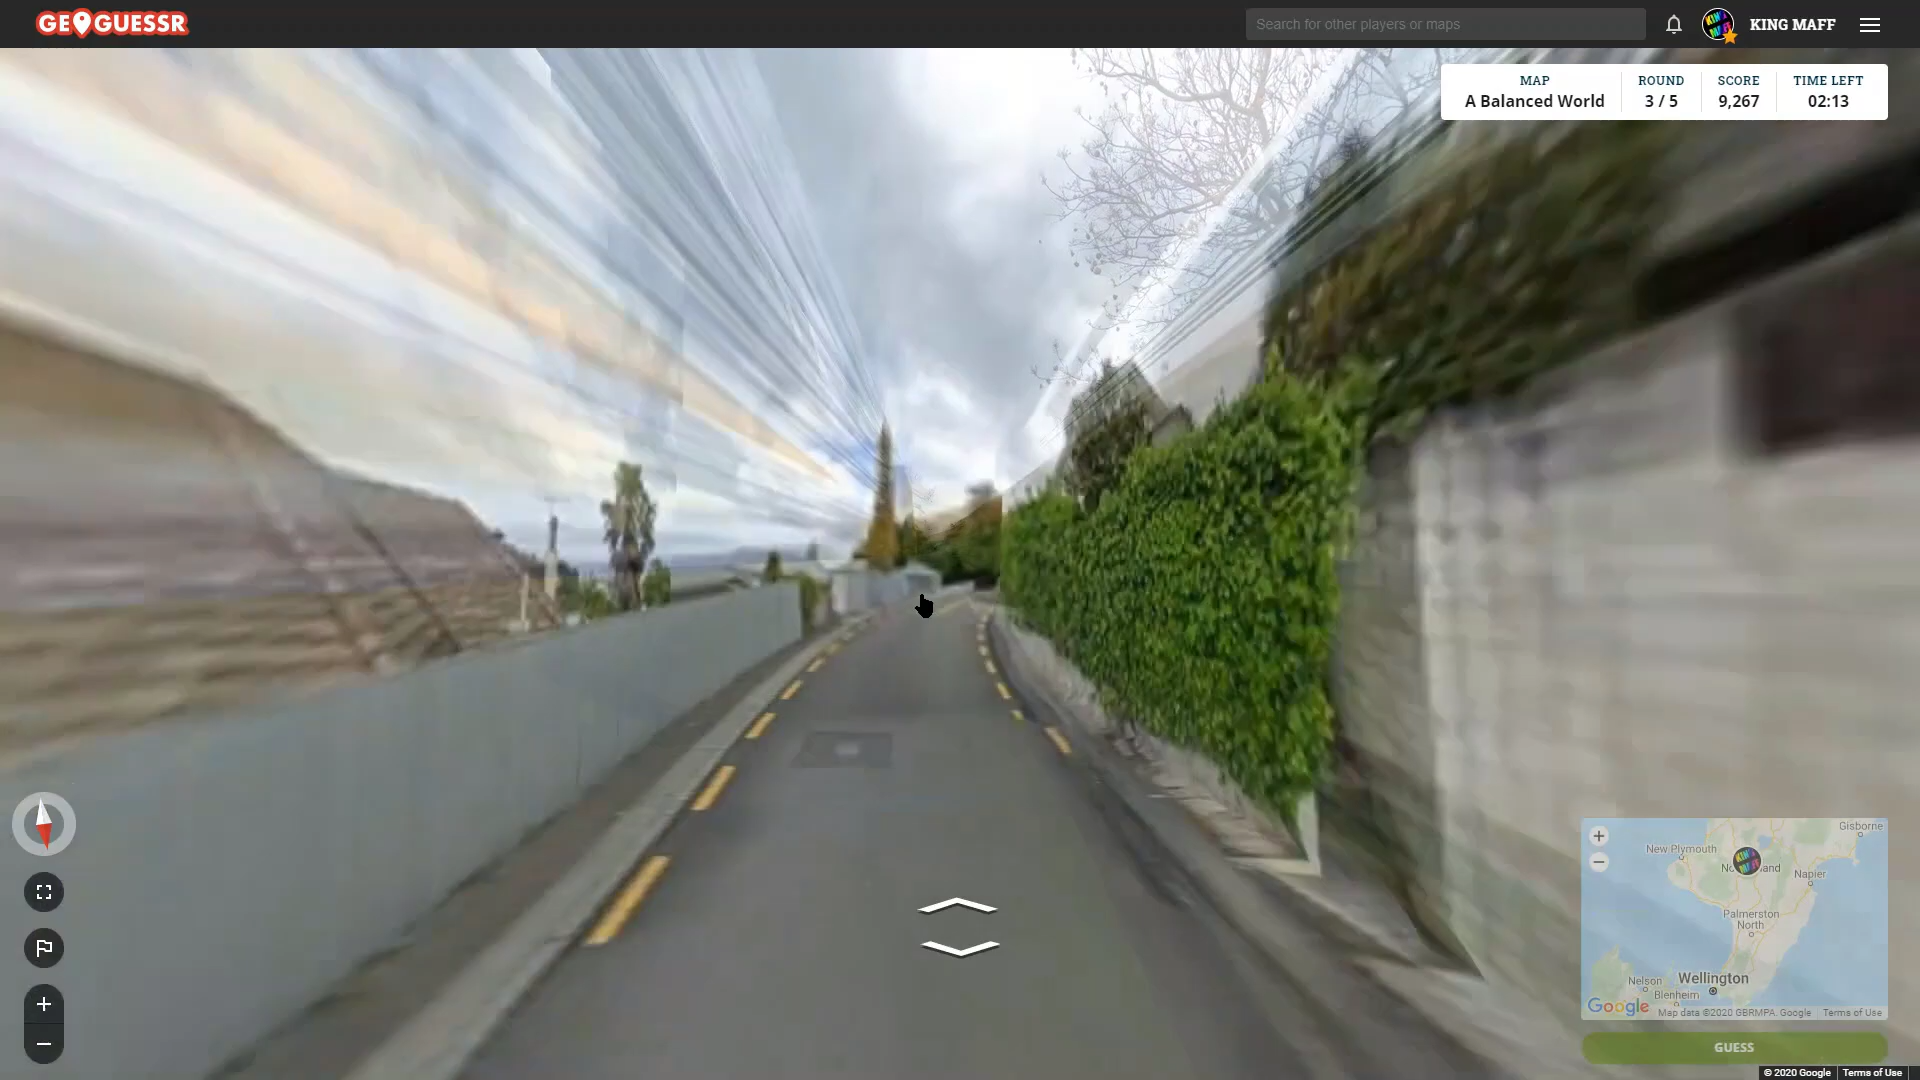 GEOGUESSR
Search for other players or maps
KING MAFF
MAP
A Balanced World
ROUND
3 / 5
SCORE
9,267
TIME LEFT
02:13
Gisborne
New Plymouth
Napier
Palmerston
North
Nelson
Wellington
Blenheim
Google
Map data ©2020 GBRMPA, Google
Terms of Use
GUESS
© 2020 Google
Terms of Use